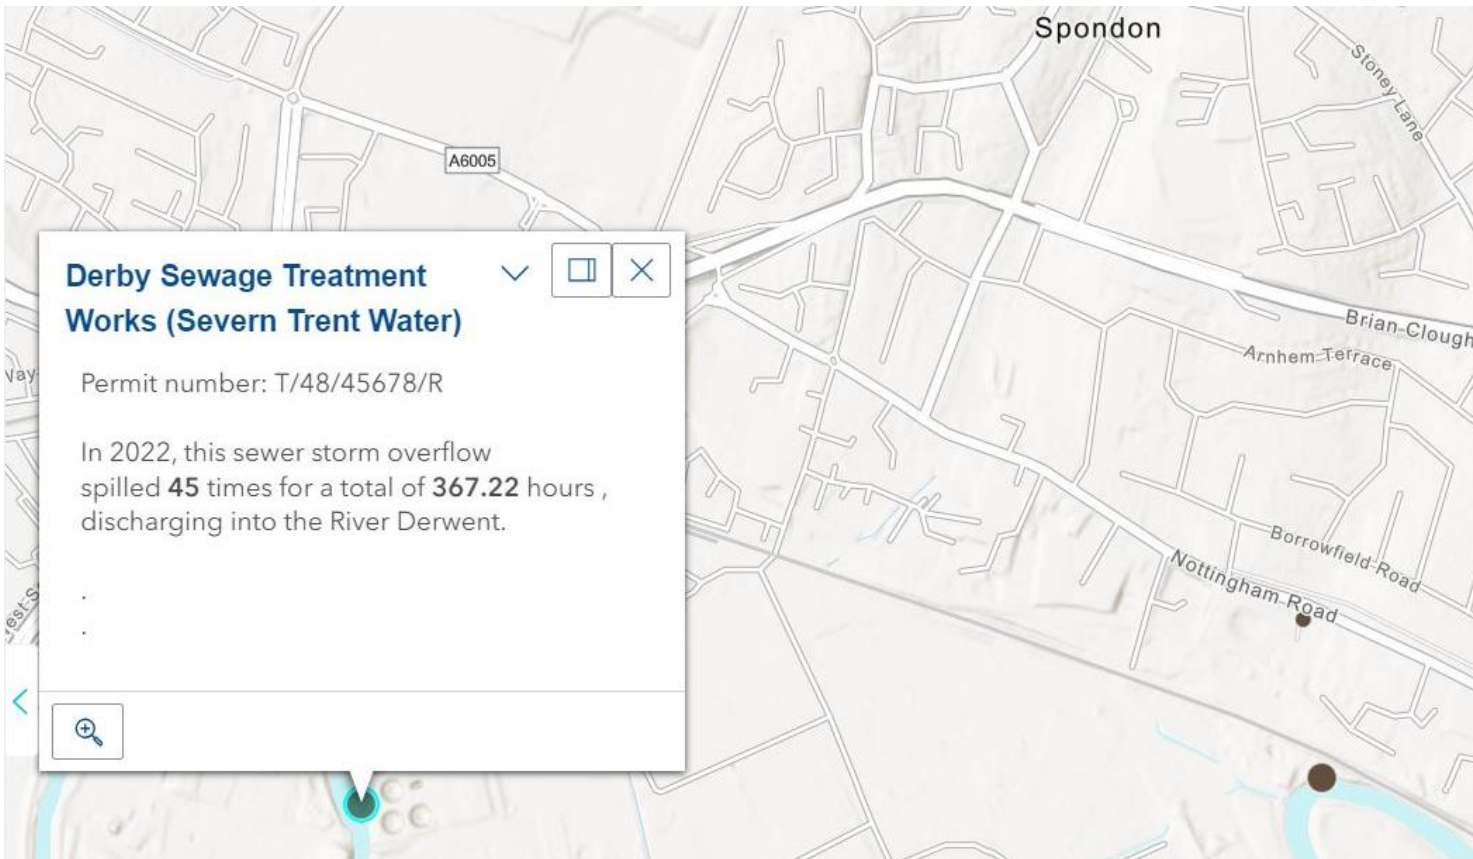 Spondon
Stoney Lane
A6005
Derby Sewage Treatment
Works (Severn Trent Water)
Brian Clough
Arnhem Terrace
Way
Permit number: T/48/45678/R
In 2022, this sewer storm overflow
spilled 45 times for a total of 367.22 hours ,
discharging into the River Derwent.
.
.
Borrowfield Road
Nottingham Road